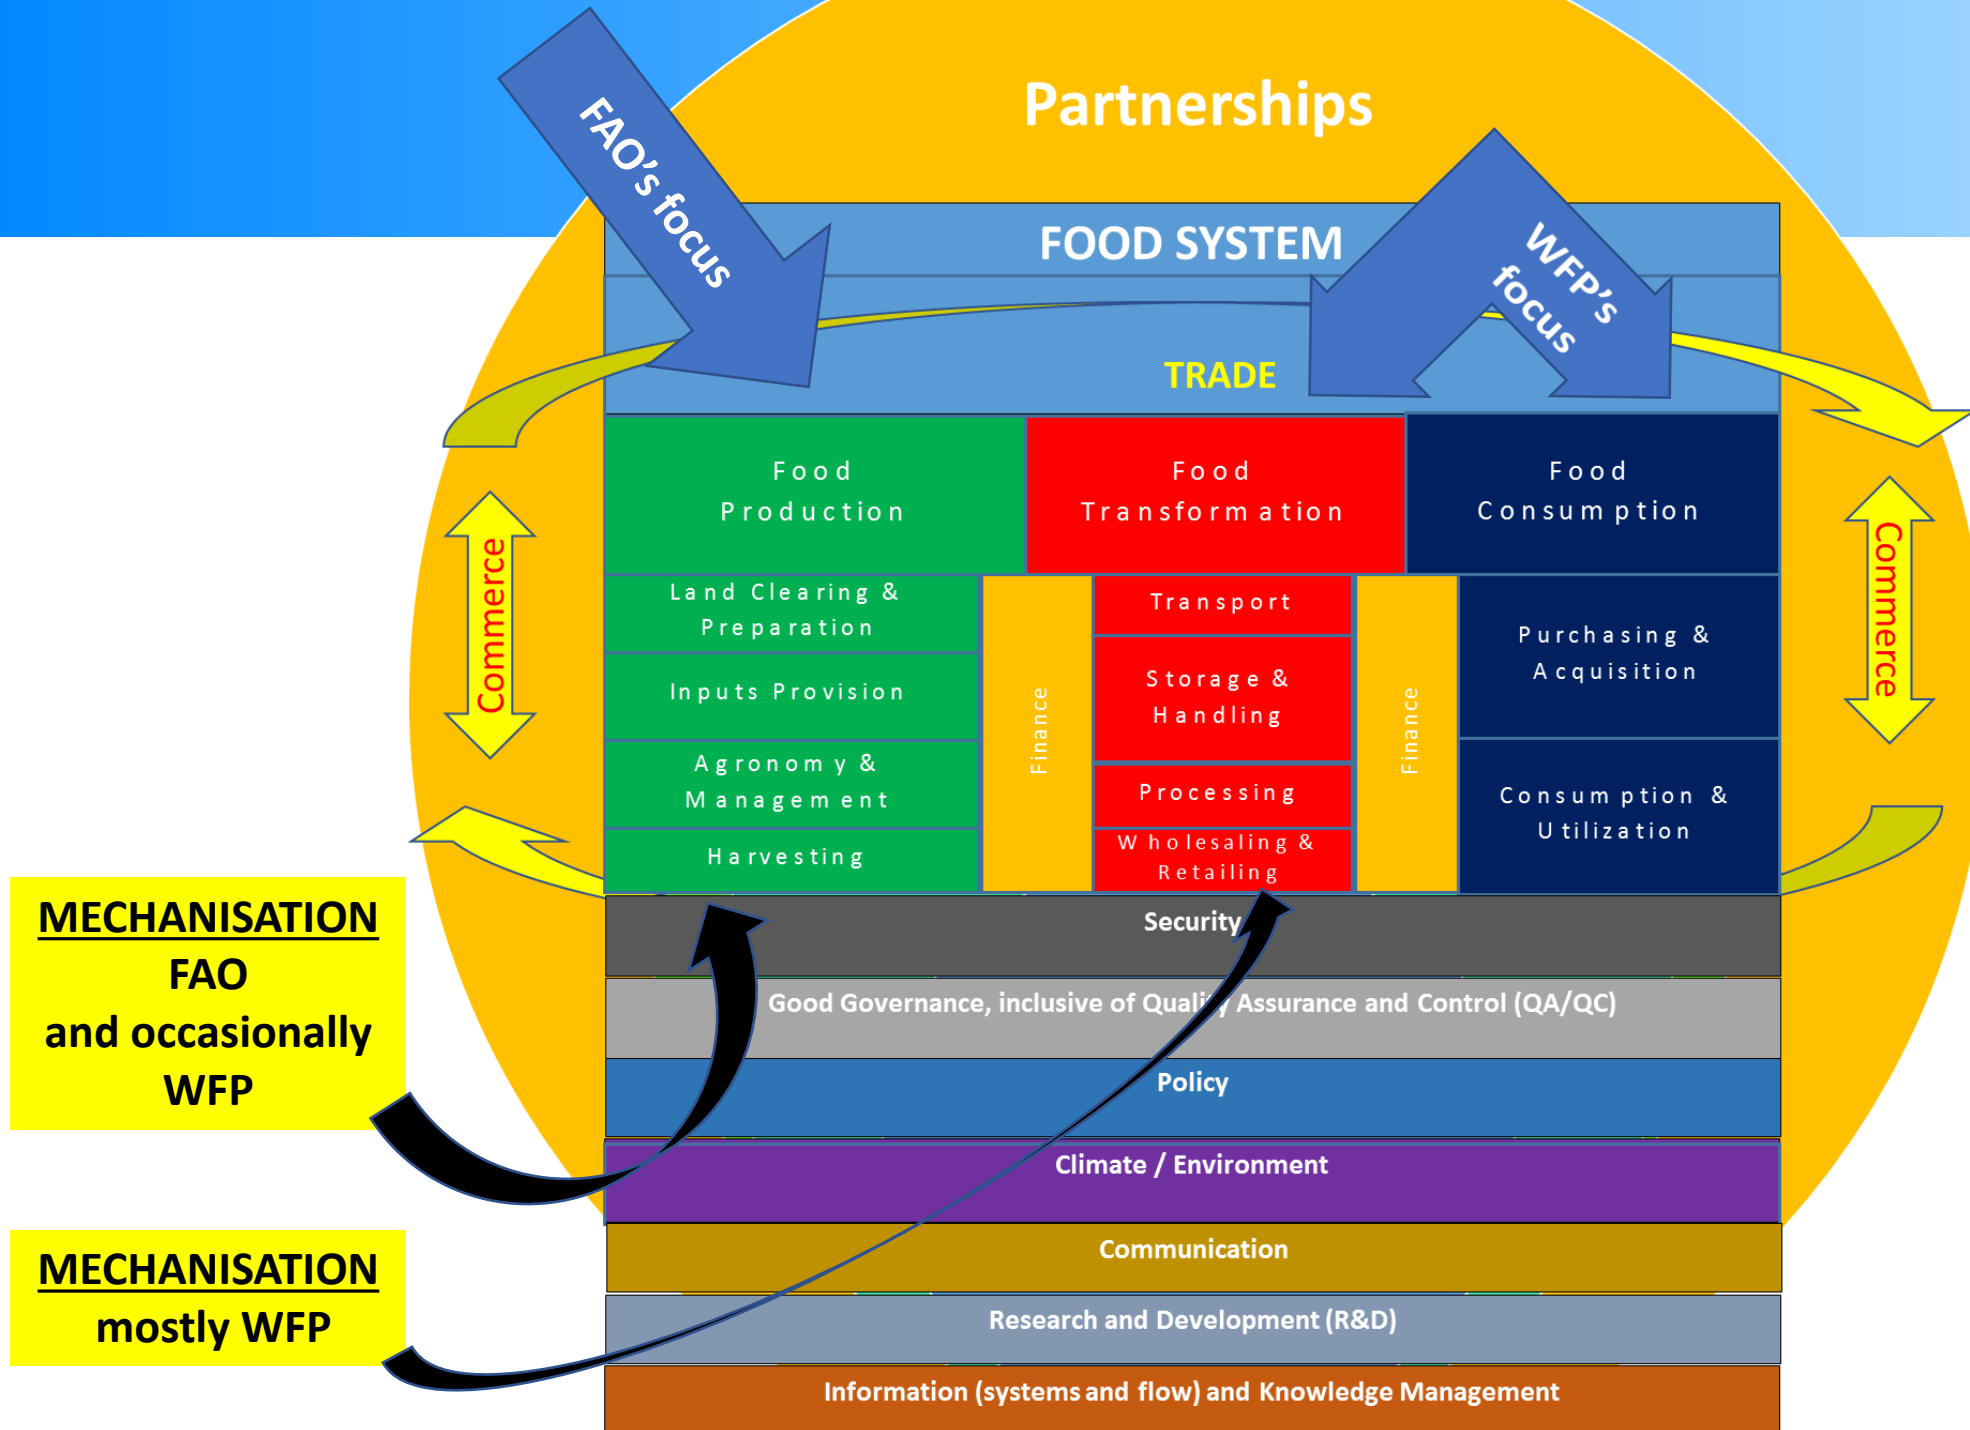 Partnerships
FAO's focus
FOOD SYSTEM
WFP's
focus
TRADE
Food
Production
Food
Transformation
Food
Consumption
Commerce
Commerce
Land Clearing &
Preparation
Inputs Provision
Agronomy &
Management
Harvesting
Finance
Transport
Storage &
Handling
Processing
Wholesaling &
Retailing
Finance
Purchasing &
Acquisition
Consumption &
Utilization
MECHANISATION
FAO
and occasionally
WFP
MECHANISATION
mostly WFP
Security
Good Governance, inclusive of Quality Assurance and Control (QA/QC)
Policy
Climate / Environment
Communication
Research and Development (R&D)
Information (systems and flow) and Knowledge Management